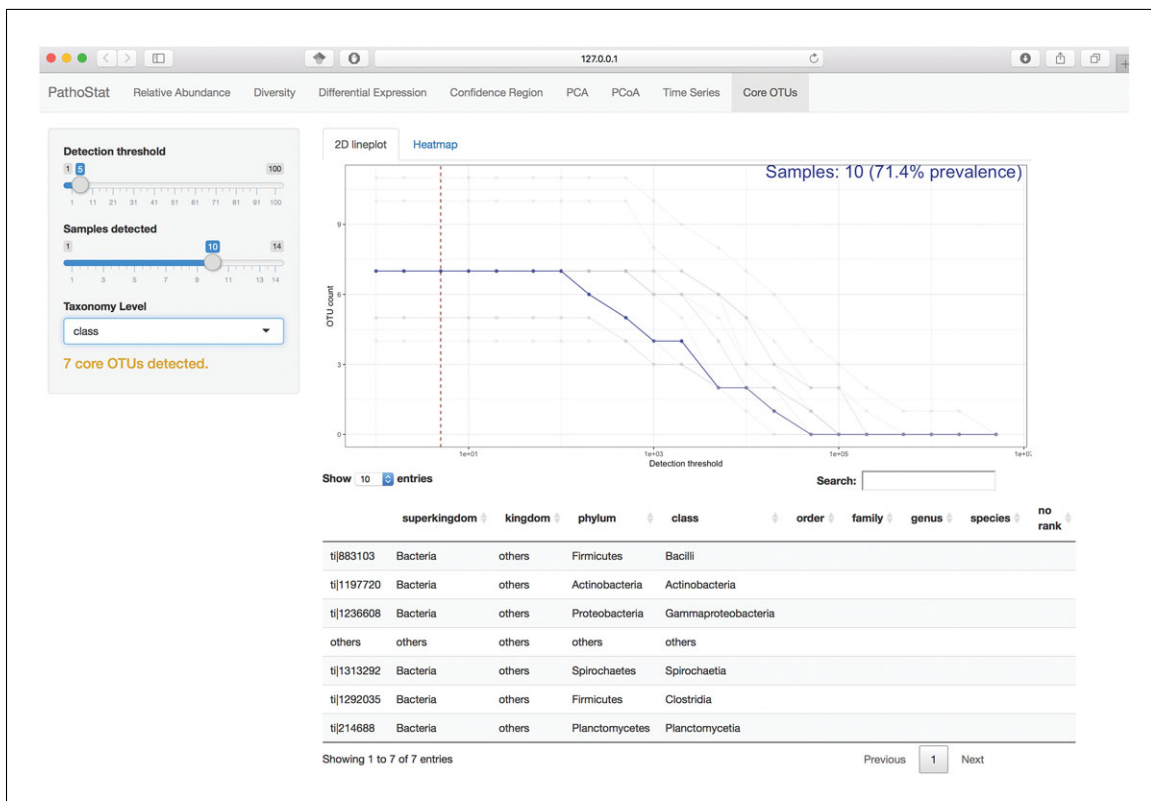 127.0.0.1
PathoStat Relative Abundance Diversity Differential Expression Confidence Region PCA PCoA Time Series Core OTUs
Detection threshold
1 5 100
1 11 21 31 41 51 61 71 81 91 100
Samples detected
1 10 14
1 3 5 7 9 11 13 14
Taxonomy Level
class
7 core OTUs detected.
2D lineplot Heatmap
Samples: 10 (71.4% prevalence)
OTU count
9
6
3
0
1e+01 1e+03 1e+05 1e+07
Detection threshold
Show 10 entries
Search:
superkingdom kingdom phylum class order family genus species no rank
ti|883103 Bacteria others Firmicutes Bacilli
ti|1197720 Bacteria others Actinobacteria Actinobacteria
ti|1236608 Bacteria others Proteobacteria Gammaproteobacteria
others others others others others
ti|1313292 Bacteria others Spirochaetes Spirochaetia
ti|1292035 Bacteria others Firmicutes Clostridia
ti|214688 Bacteria others Planctomycetes Planctomycetia
Showing 1 to 7 of 7 entries
Previous 1 Next